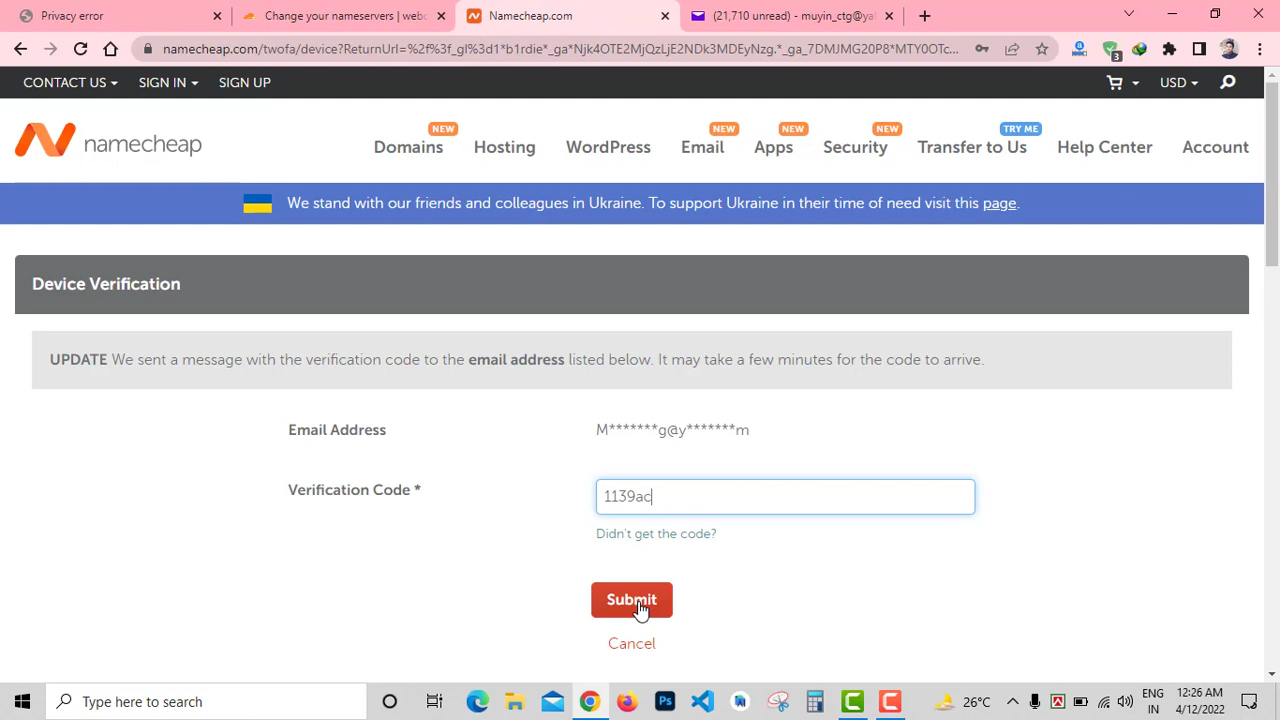 Privacy error
Change your nameservers | webc
Namecheap.com
(21,710 unread) - muyin_ctg@ya
namecheap.com/twofa/device?ReturnUrl=%2f%3f_gl%3d1*b1f0ie*_ga*Njk4OTE2MjQzLjE2NDk3MDEyNzg.*_ga_7DMJMG20P8*MTY0OTc...
3
CONTACT US
SIGN IN
SIGN UP
USD
NEW
NEW
NEW
NEW
TRY ME
namecheap
Domains
Hosting
WordPress
Email
Apps
Security
Transfer to Us
Help Center
Account
We stand with our friends and colleagues in Ukraine. To support Ukraine in their time of need visit this page.
Device Verification
UPDATE We sent a message with the verification code to the email address listed below. It may take a few minutes for the code to arrive.
Email Address
M*******g@y*******m
Verification Code *
1139ac
Didn't get the code?
Submit
Cancel
Type here to search
Ps
26°C
ENG
IN
12:26 AM
4/12/2022